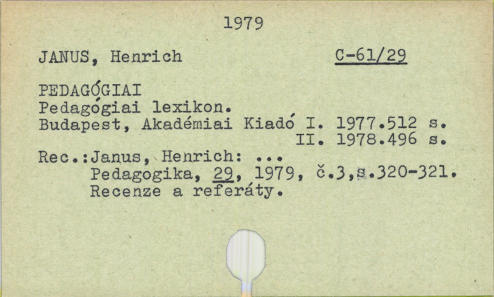 1979
JANUS, Henrich C-61/29
PEDAGÓGIAI
Pedagógiai lexikon.
Budapest, Akadémiai Kiadó I. 1977.512 s.
II. 1978.496 s.
Rec.:Janus, Henrich: ...
Pedagogika, 29, 1979, č.3,s.320-321.
Recenze a referáty.